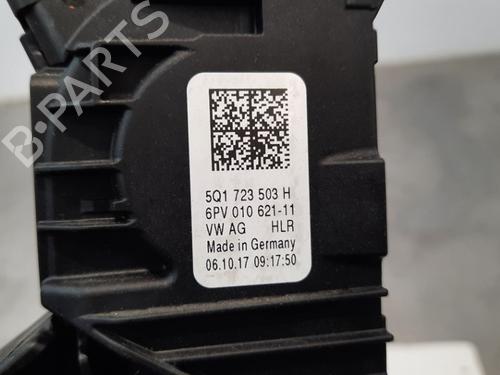 B-PARTS
5Q1 723 503 H
6PV 010 621-11
VW AG HLR
Made in Germany
06.10.17 09:17:50